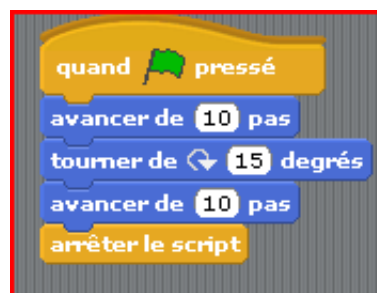 quand pressé
avancer de 10 pas
tourner de 15 degrés
avancer de 10 pas
arrêter le script